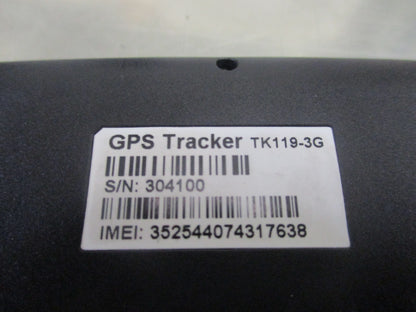 GPS Tracker TK119-3G
S/N: 304100
IMEI: 352544074317638